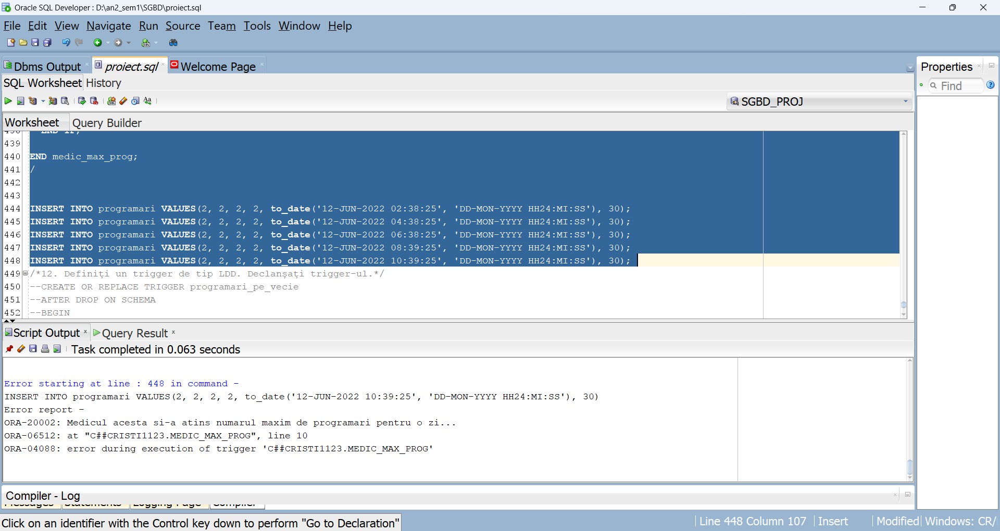 Oracle SQL Developer : D:\an2_sem1\SGBD\proiect.sql
File Edit View Navigate Run Source Team Tools Window Help
Dbms Output proiect.sql Welcome Page
Properties
SQL Worksheet History
Find
SGBD_PROJ
Worksheet Query Builder
438 END IF;
439
440 END medic_max_prog;
441 /
442
443
444 INSERT INTO programari VALUES(2, 2, 2, 2, to_date('12-JUN-2022 02:38:25', 'DD-MON-YYYY HH24:MI:SS'), 30);
445 INSERT INTO programari VALUES(2, 2, 2, 2, to_date('12-JUN-2022 04:38:25', 'DD-MON-YYYY HH24:MI:SS'), 30);
446 INSERT INTO programari VALUES(2, 2, 2, 2, to_date('12-JUN-2022 06:38:25', 'DD-MON-YYYY HH24:MI:SS'), 30);
447 INSERT INTO programari VALUES(2, 2, 2, 2, to_date('12-JUN-2022 08:39:25', 'DD-MON-YYYY HH24:MI:SS'), 30);
448 INSERT INTO programari VALUES(2, 2, 2, 2, to_date('12-JUN-2022 10:39:25', 'DD-MON-YYYY HH24:MI:SS'), 30);
449 /*12. Definiți un trigger de tip LDD. Declanșați trigger-ul.*/
450 --CREATE OR REPLACE TRIGGER programari_pe_vecie
451 --AFTER DROP ON SCHEMA
452 --BEGIN
Script Output Query Result
Task completed in 0.063 seconds
Error starting at line : 448 in command -
INSERT INTO programari VALUES(2, 2, 2, 2, to_date('12-JUN-2022 10:39:25', 'DD-MON-YYYY HH24:MI:SS'), 30)
Error report -
ORA-20002: Medicul acesta si-a atins numarul maxim de programari pentru o zi...
ORA-06512: at "C##CRISTI1123.MEDIC_MAX_PROG", line 10
ORA-04088: error during execution of trigger 'C##CRISTI1123.MEDIC_MAX_PROG'
Compiler - Log
Messages Statements Logging Page Compiler
Click on an identifier with the Control key down to perform "Go to Declaration"
Line 448 Column 107 Insert Modified Windows: CR/